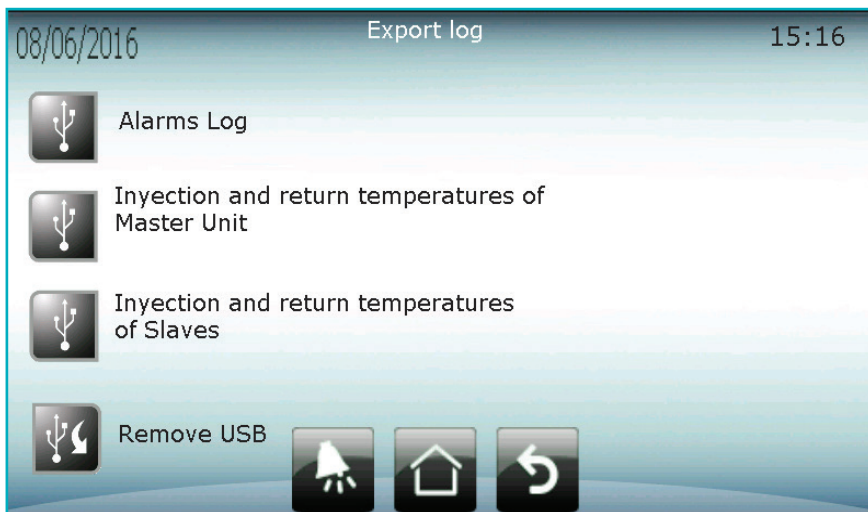 08/06/2016
Export log
15:16
Alarms Log
Inyection and return temperatures of
Master Unit
Inyection and return temperatures
of Slaves
Remove USB